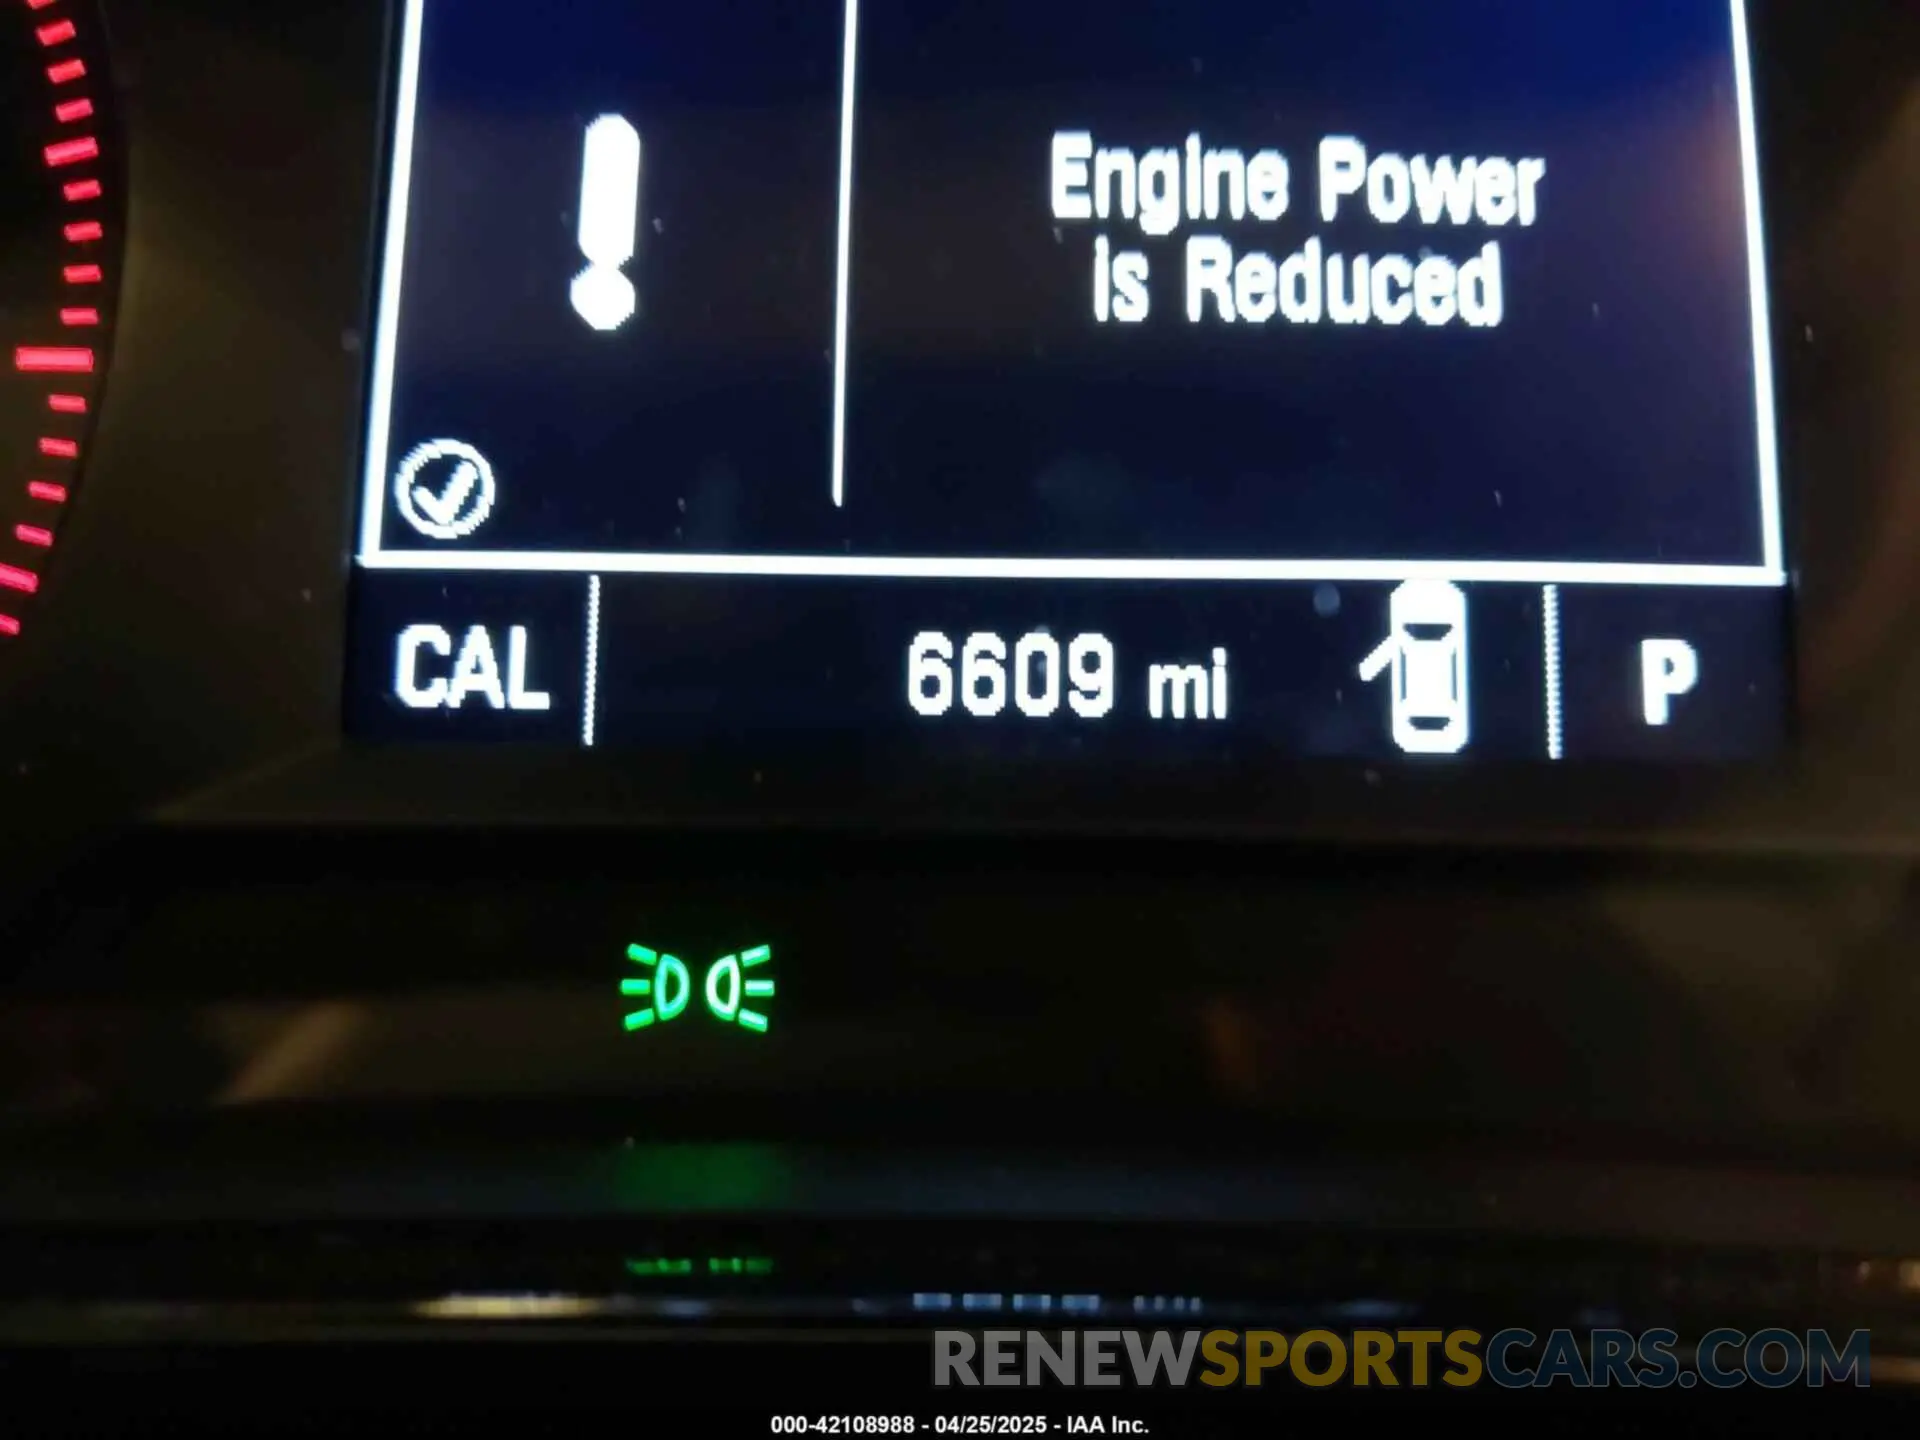 Engine Power
is Reduced
CAL
6609 mi
P
RENEWSPORTSCARS.COM
000-42108988 - 04/25/2025 - IAA Inc.